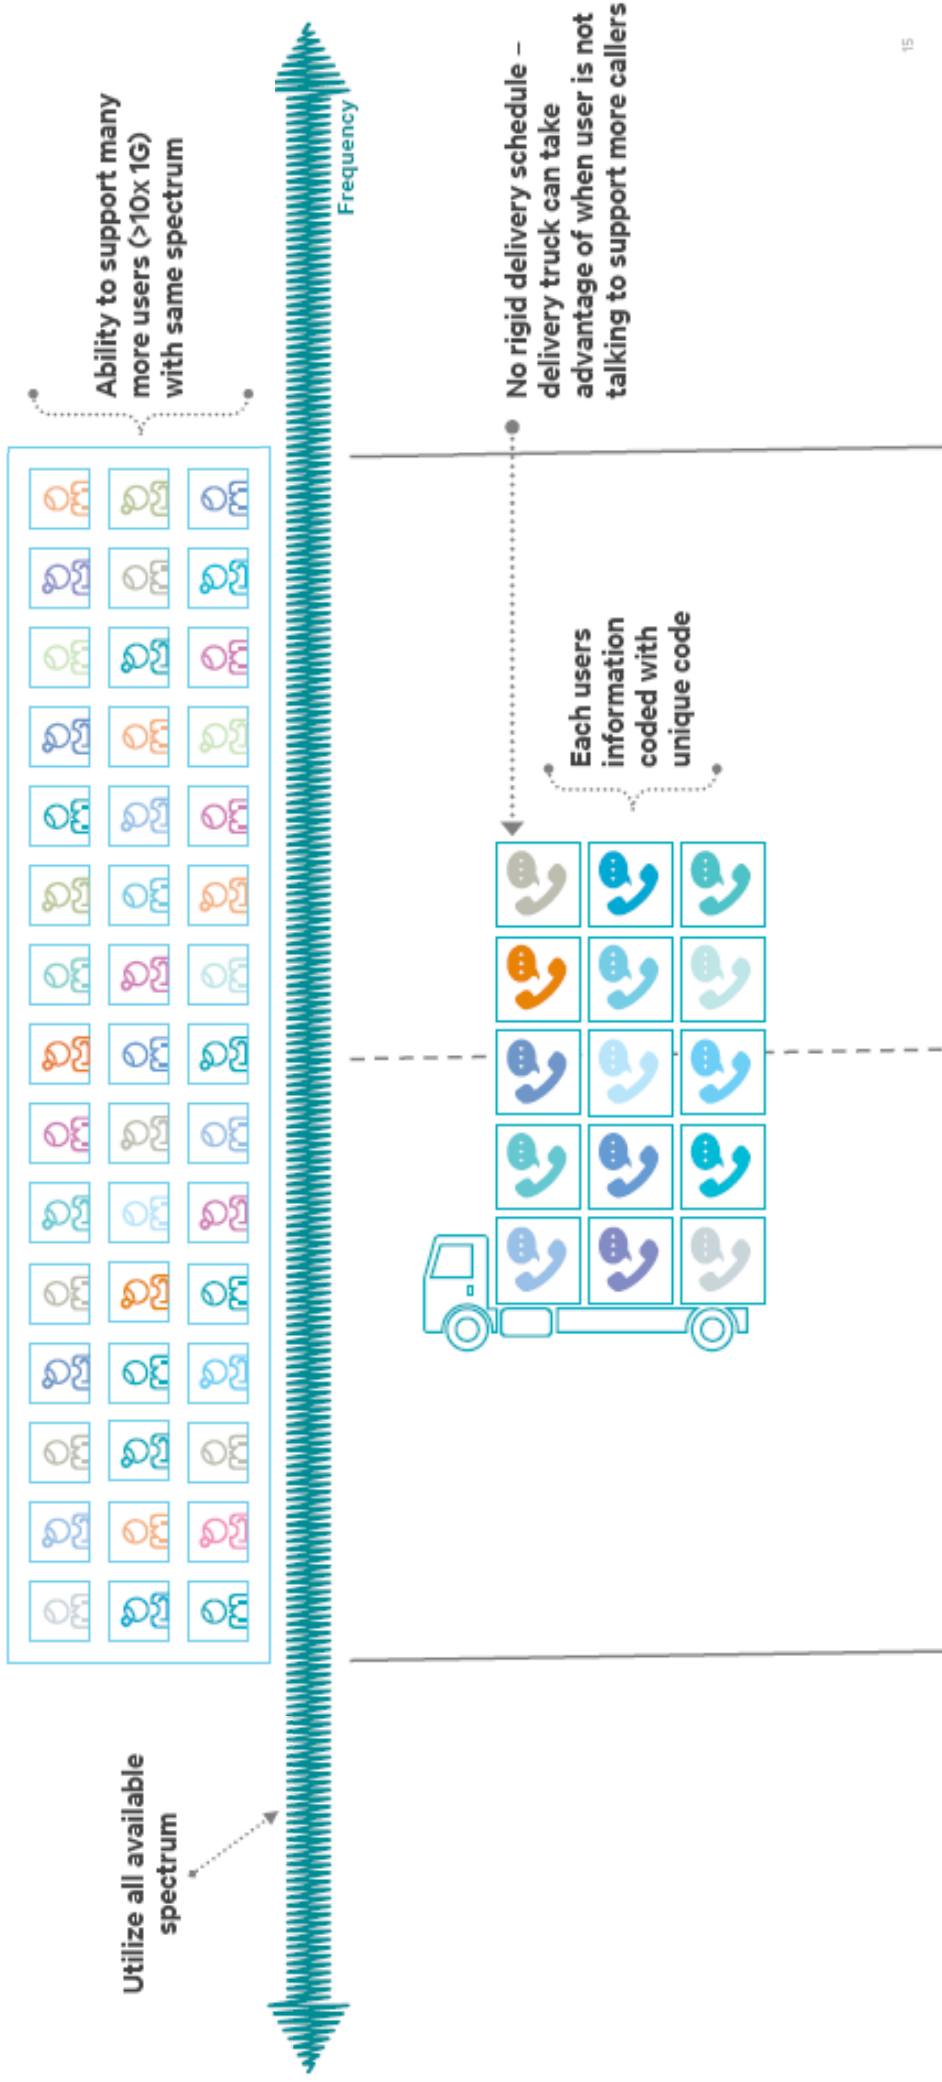 Utilize all available
spectrum
Ability to support many
more users (>10x 1G)
with same spectrum
Frequency
Each users
information
coded with
unique code
No rigid delivery schedule –
delivery truck can take
advantage of when user is not
talking to support more callers
15